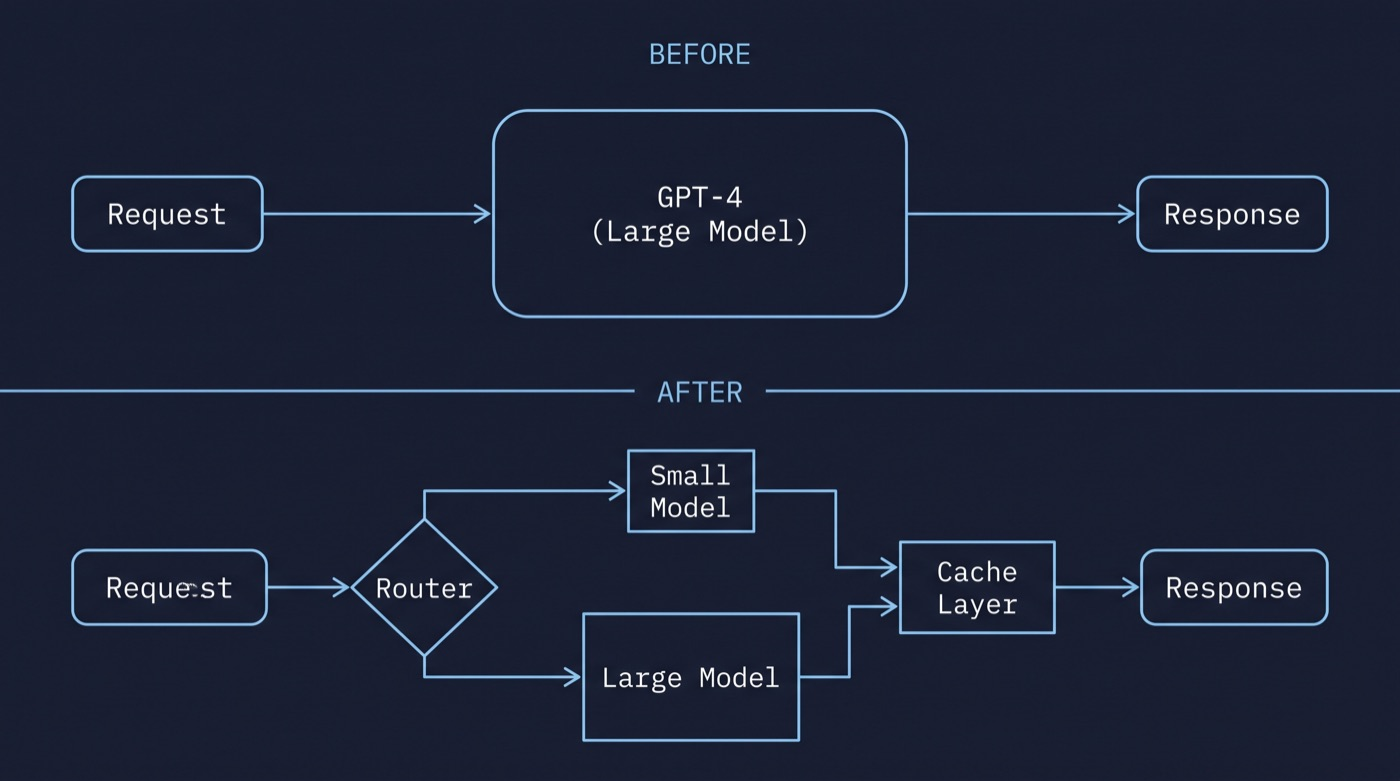 BEFORE
Request
GPT-4
(Large Model)
Response
AFTER
Small
Model
Request
Router
Large Model
Cache
Layer
Response